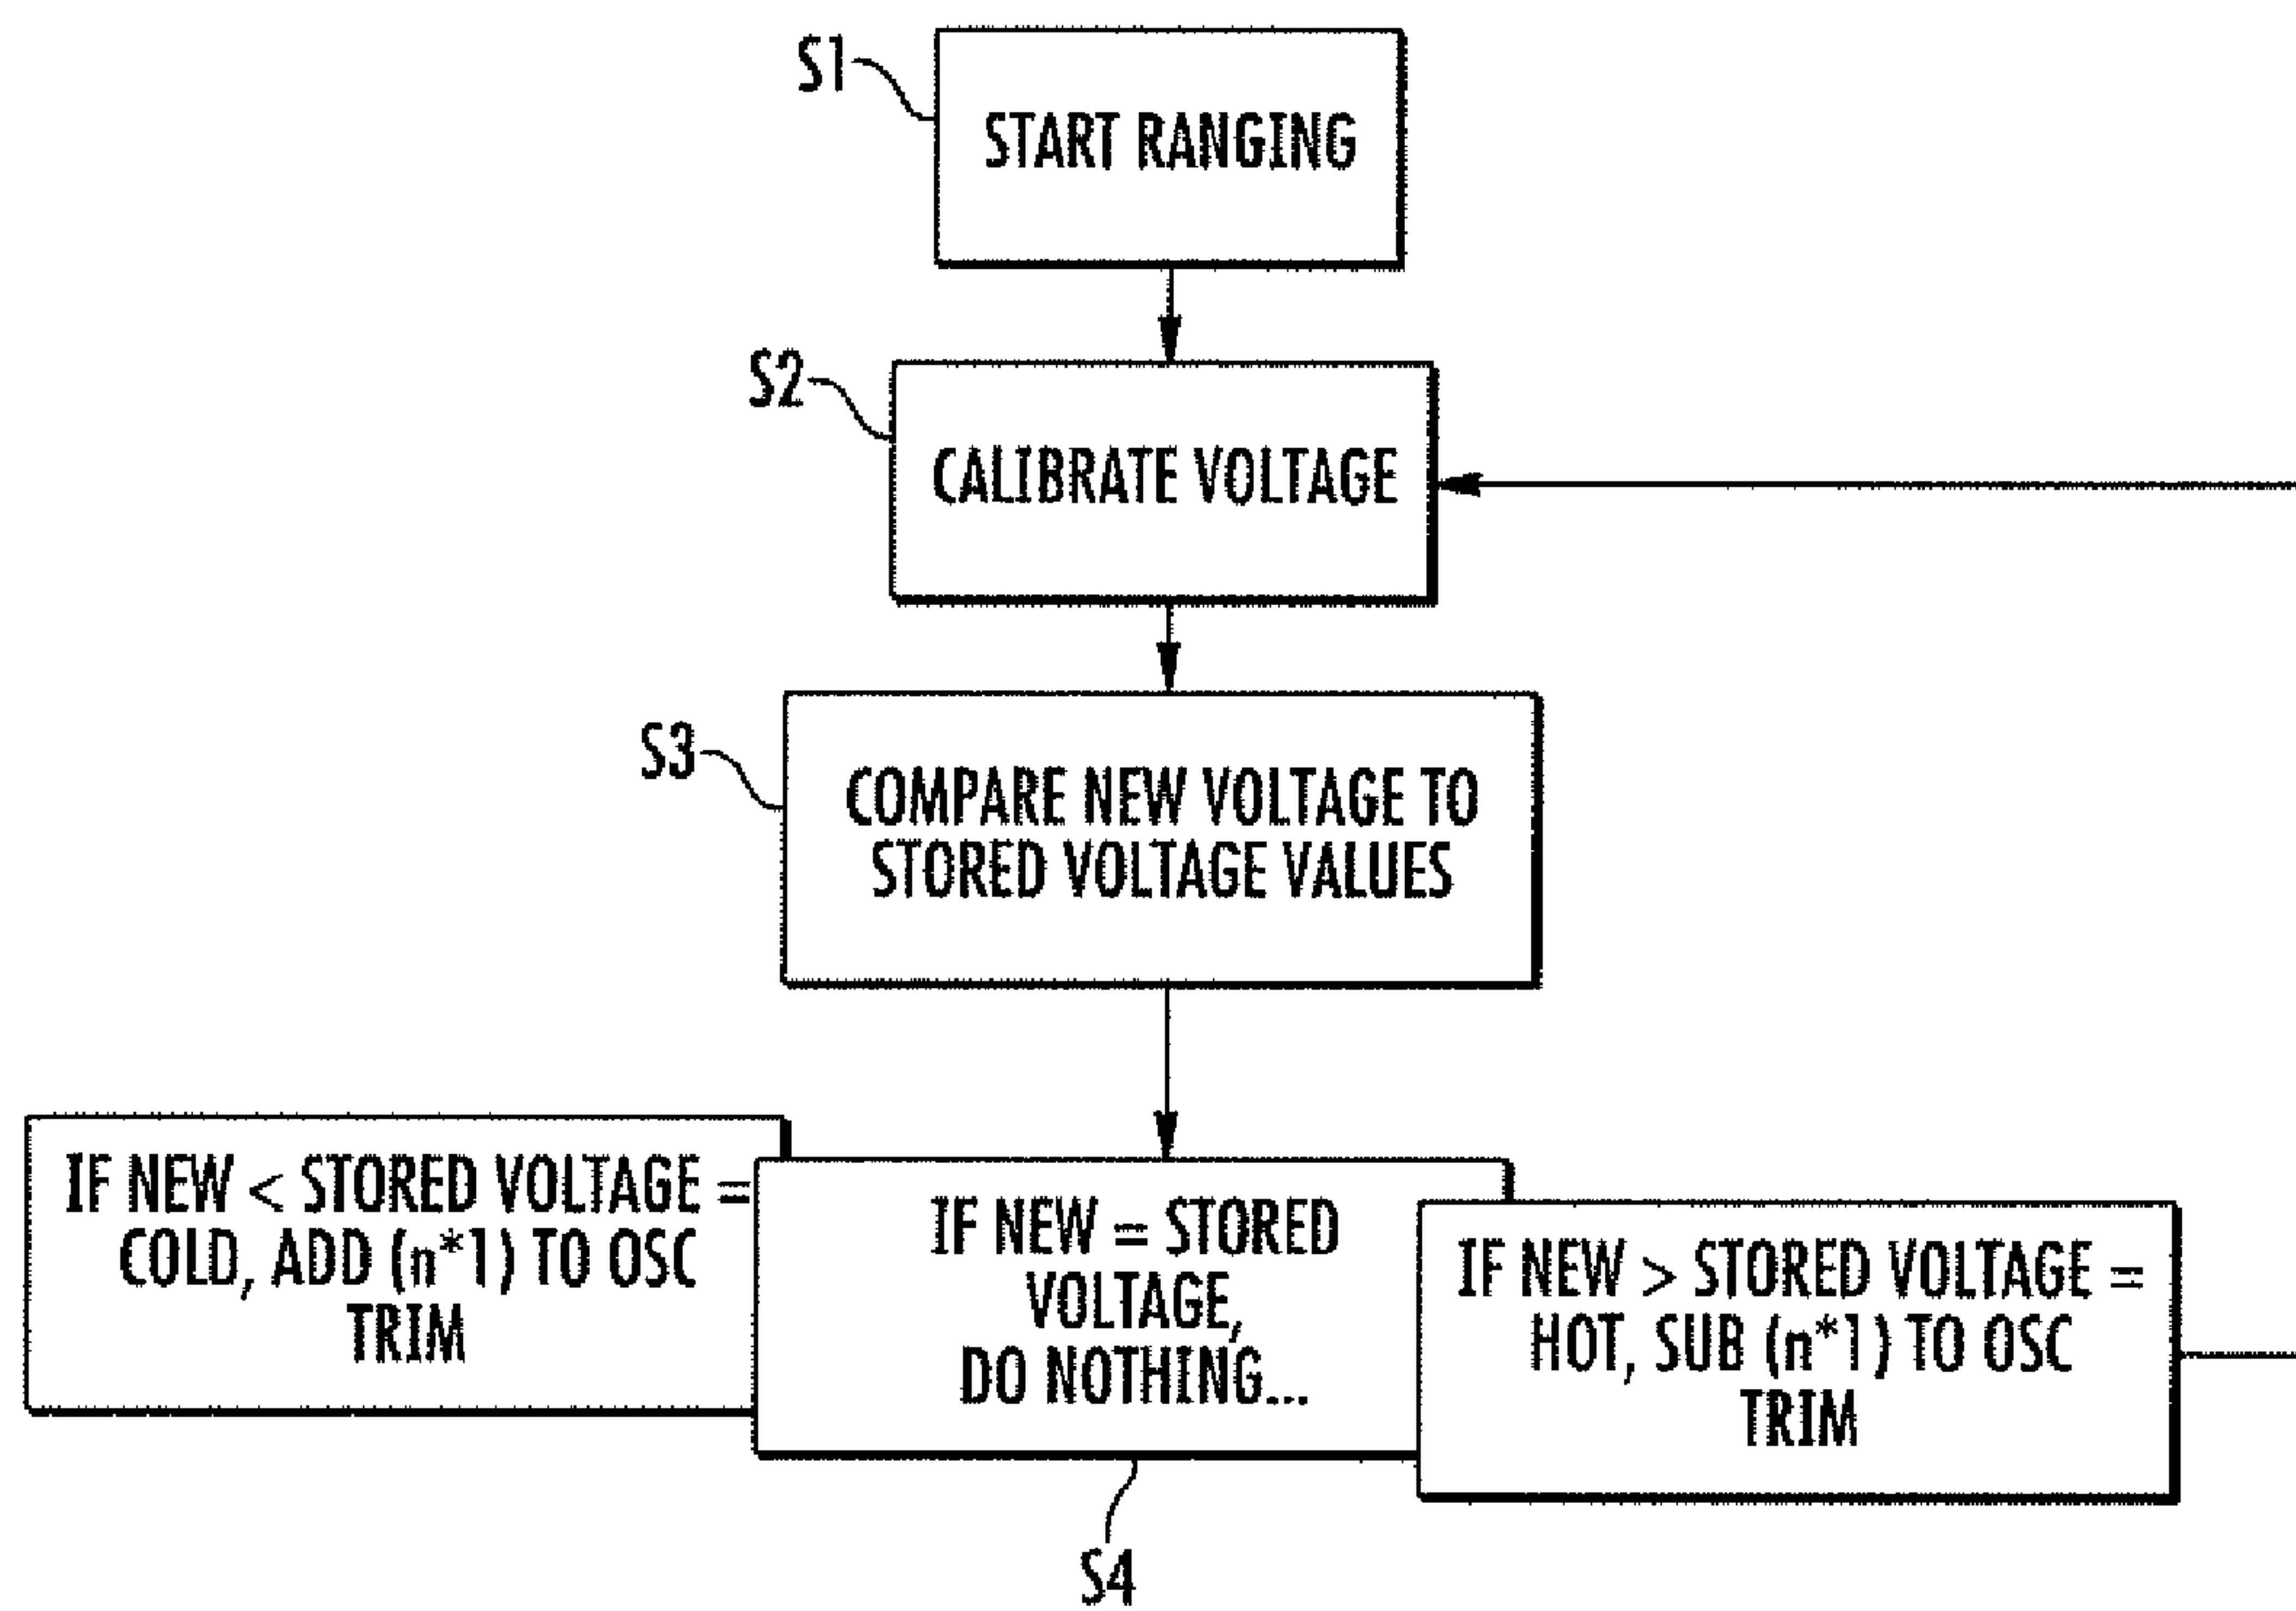 S1
START RANGING
S2
CALIBRATE VOLTAGE
S3
COMPARE NEW VOLTAGE TO
STORED VOLTAGE VALUES
IF NEW < STORED VOLTAGE =
COLD, ADD (n*1) TO OSC
TRIM
IF NEW = STORED
VOLTAGE,
DO NOTHING...
IF NEW > STORED VOLTAGE =
HOT, SUB (n*1) TO OSC
TRIM
S4